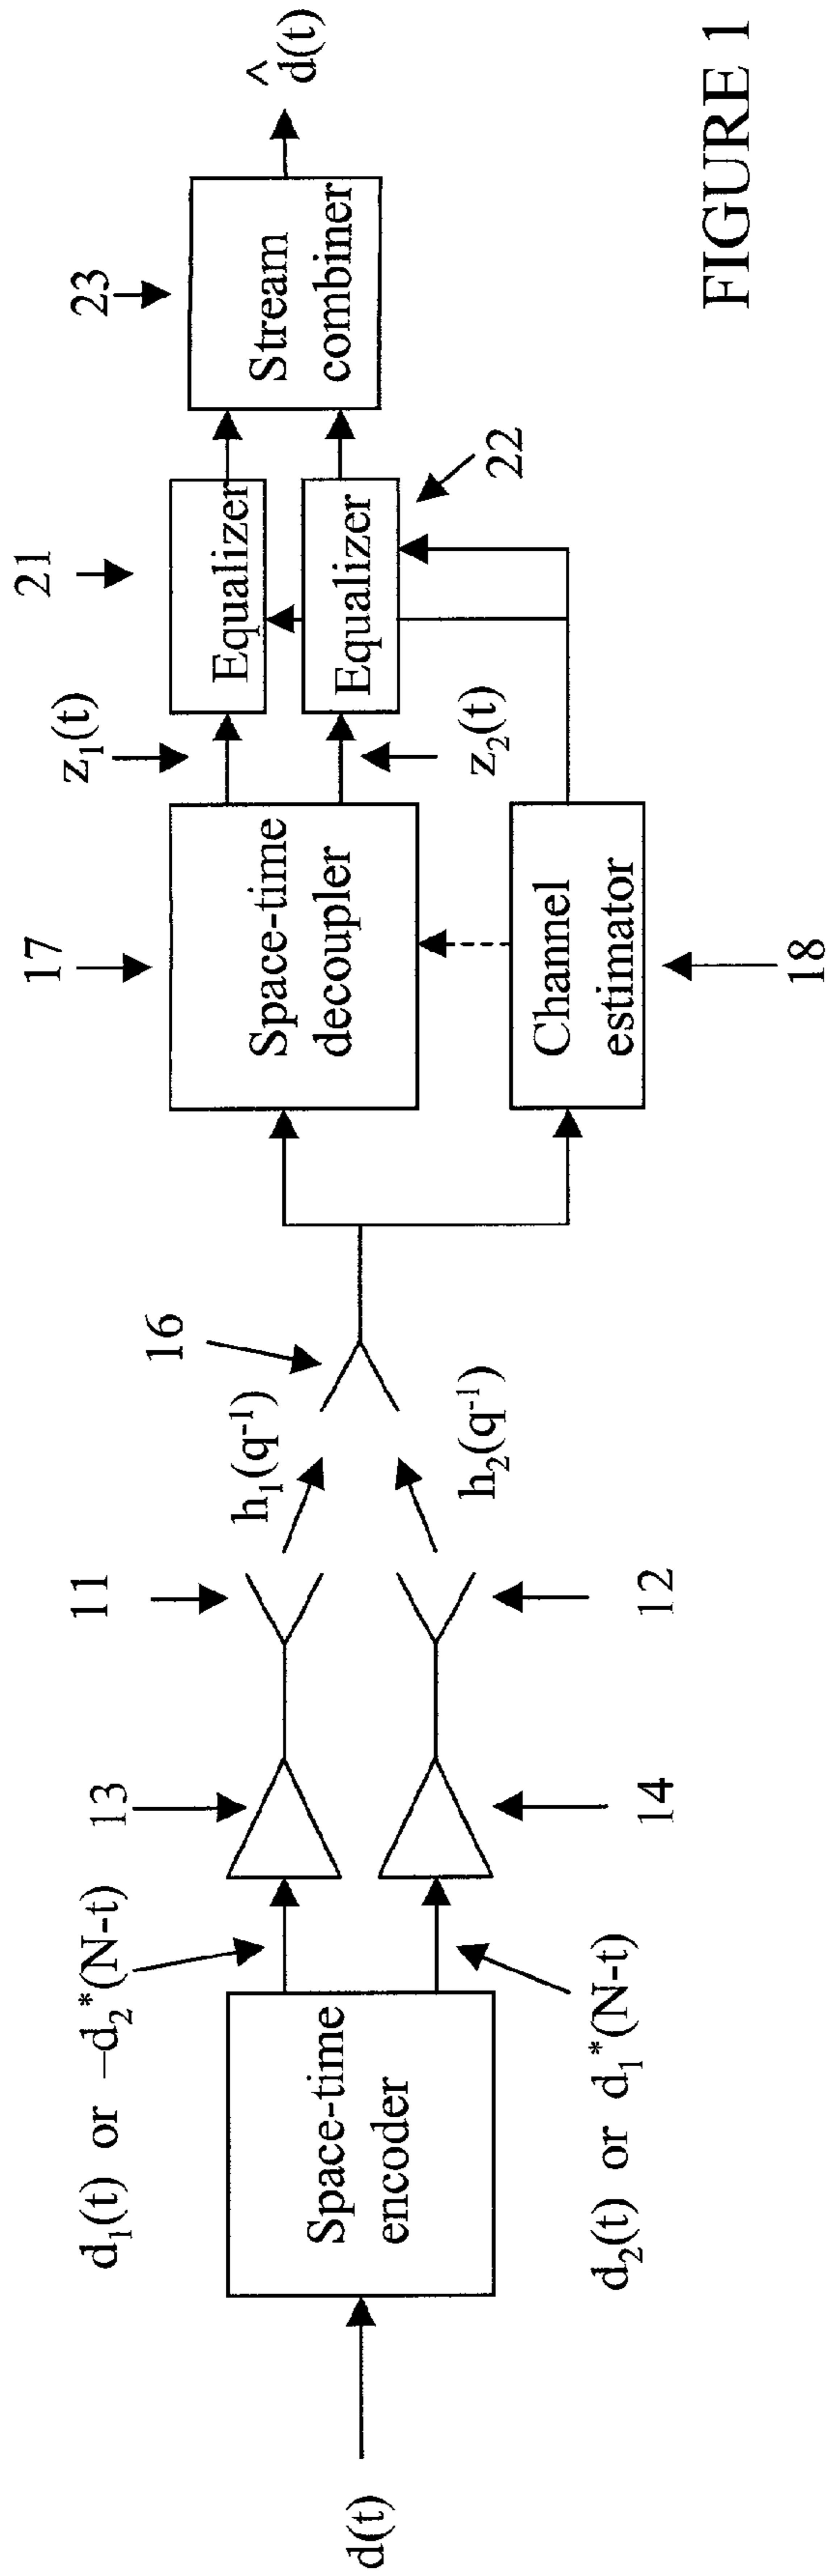 d(t)
Space-time
encoder
d₁(t) or –d₂*(N-t)
d₂(t) or d₁*(N-t)
13
14
11
12
h₁(q⁻¹)
h₂(q⁻¹)
16
17
Space-time
decoupler
Channel
estimator
18
z₁(t)
z₂(t)
21
Equalizer
Equalizer
22
23
Stream
combiner
^
d(t)
FIGURE 1